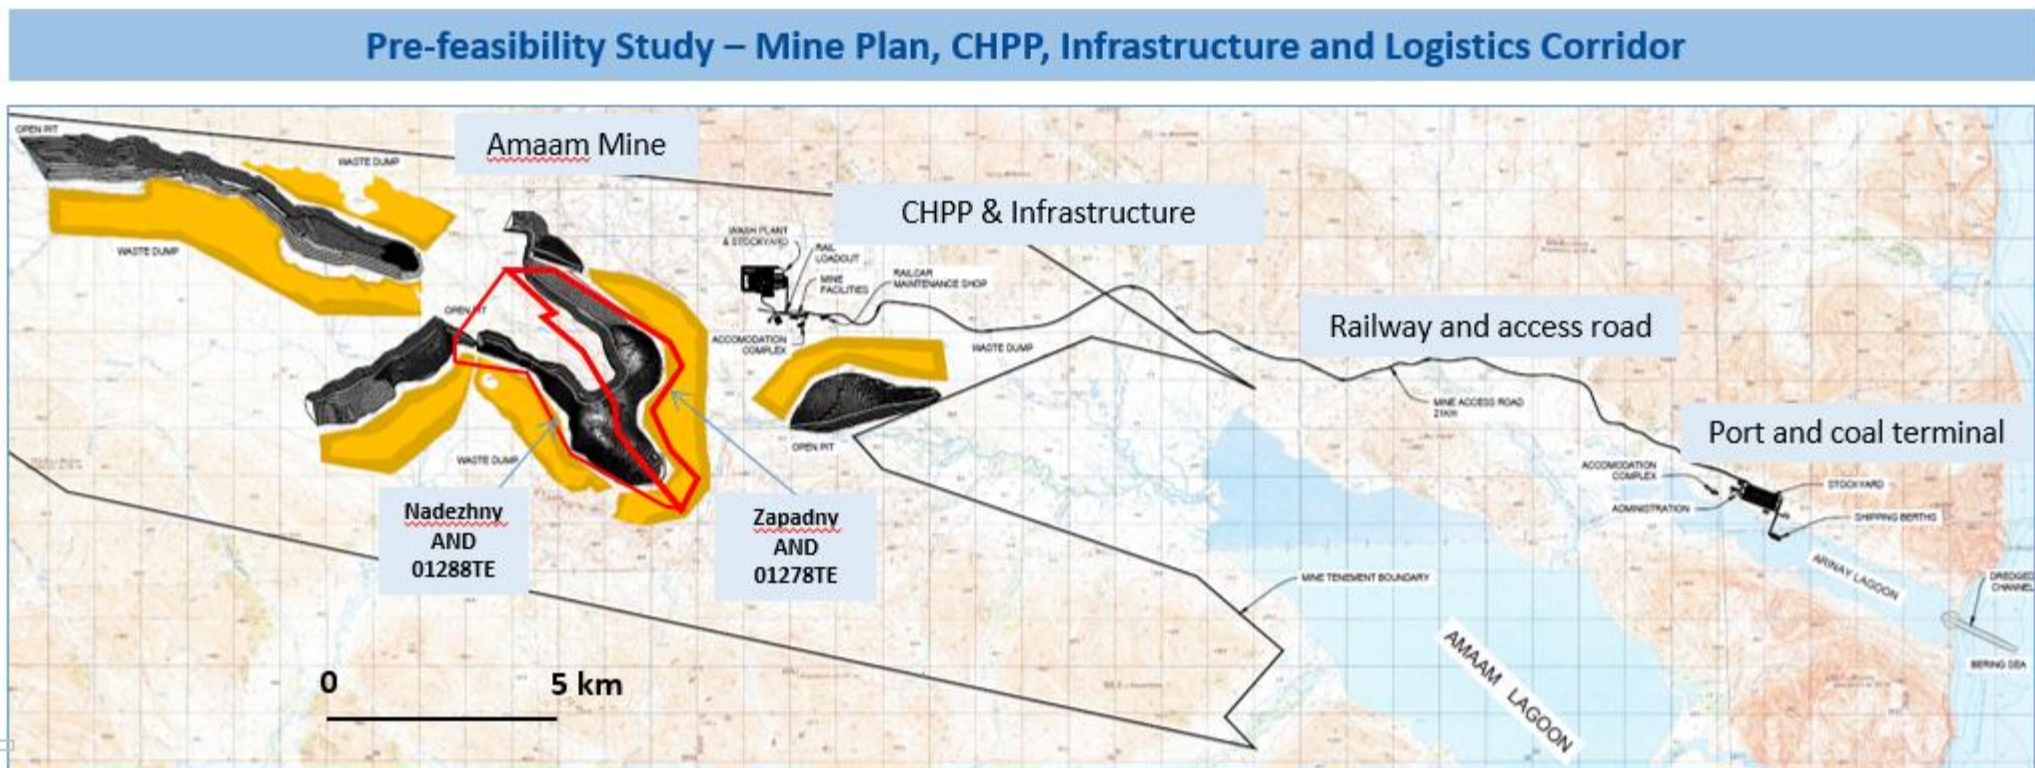 Pre-feasibility Study – Mine Plan, CHPP, Infrastructure and Logistics Corridor
OPEN PIT
Amaam Mine
WASTE DUMP
WASTE DUMP
CHPP & Infrastructure
WASH PLANT
& STOCKYARD
RAIL
LOADOUT
MINE
FACILITIES
RAILCAR
MAINTENANCE SHOP
OPEN PIT
ACCOMODATION
COMPLEX
WASTE DUMP
Railway and access road
MINE ACCESS ROAD
21KM
OPEN PIT
WASTE DUMP
Port and coal terminal
ACCOMODATION
COMPLEX
STOCKYARD
ADMINISTRATION
SHIPPING BERTHS
Nadezhny
AND
01288TE
Zapadny
AND
01278TE
MINE TENEMENT BOUNDARY
ARINAY LAGOON
DREDGED
CHANNEL
BERING SEA
AMAAM LAGOON
0
5 km